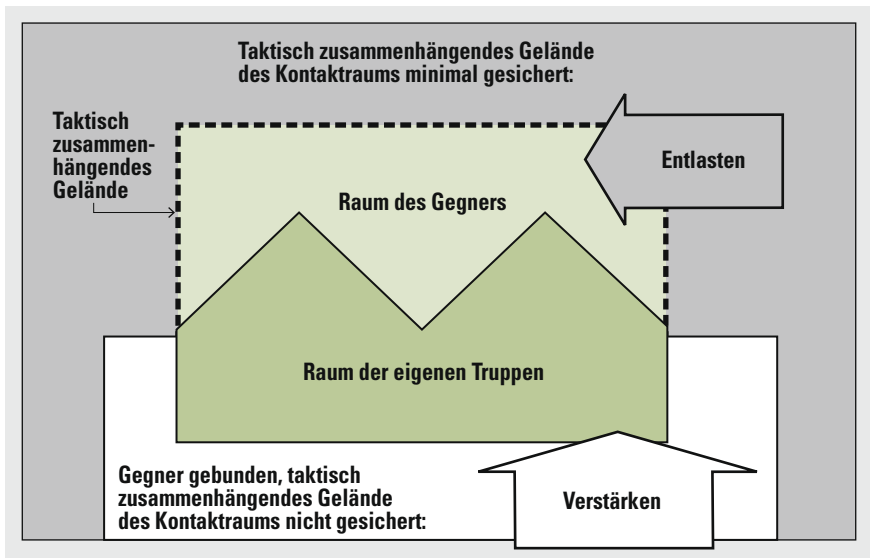 Taktisch zusammenhängendes Gelände
des Kontaktraums minimal gesichert:
Taktisch
zusammen-
hängendes
Gelände
Entlasten
Raum des Gegners
Raum der eigenen Truppen
Gegner gebunden, taktisch
zusammenhängendes Gelände
des Kontaktraums nicht gesichert:
Verstärken